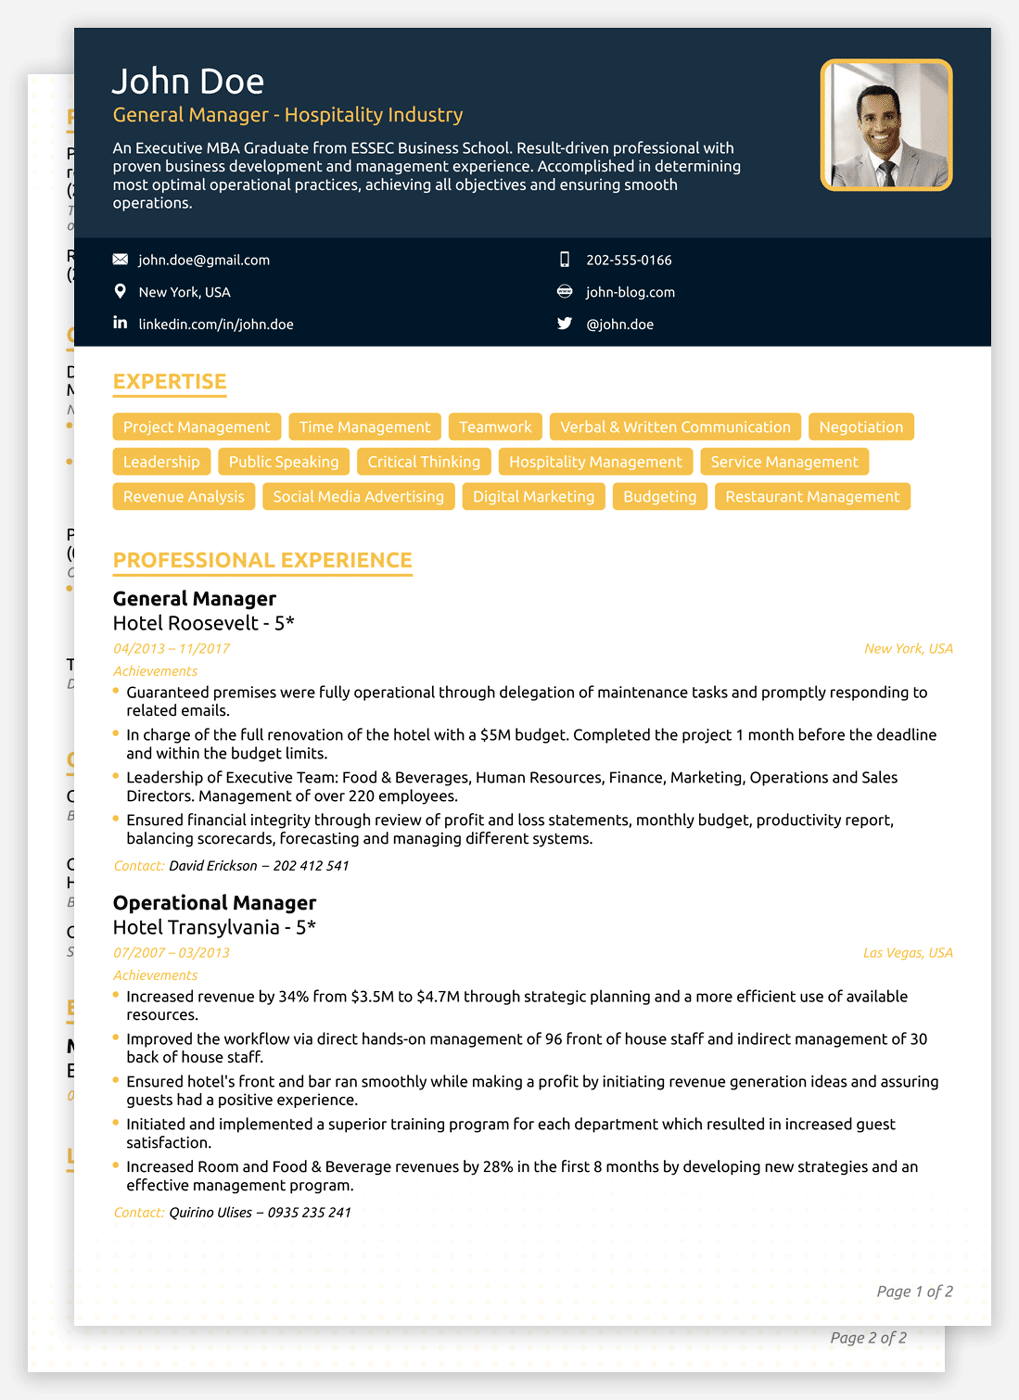 John Doe
General Manager - Hospitality Industry
An Executive MBA Graduate from ESSEC Business School. Result-driven professional with
proven business development and management experience. Accomplished in determining
most optimal operational practices, achieving all objectives and ensuring smooth
operations.
john.doe@gmail.com
202-555-0166
New York, USA
john-blog.com
linkedin.com/in/john.doe
@john.doe
EXPERTISE
Project Management Time Management Teamwork Verbal & Written Communication Negotiation
Leadership Public Speaking Critical Thinking Hospitality Management Service Management
Revenue Analysis Social Media Advertising Digital Marketing Budgeting Restaurant Management
PROFESSIONAL EXPERIENCE
General Manager
Hotel Roosevelt - 5*
04/2013 – 11/2017 New York, USA
Achievements
Guaranteed premises were fully operational through delegation of maintenance tasks and promptly responding to
related emails.
In charge of the full renovation of the hotel with a $5M budget. Completed the project 1 month before the deadline
and within the budget limits.
Leadership of Executive Team: Food & Beverages, Human Resources, Finance, Marketing, Operations and Sales
Directors. Management of over 220 employees.
Ensured financial integrity through review of profit and loss statements, monthly budget, productivity report,
balancing scorecards, forecasting and managing different systems.
Contact: David Erickson – 202 412 541
Operational Manager
Hotel Transylvania - 5*
07/2007 – 03/2013 Las Vegas, USA
Achievements
Increased revenue by 34% from $3.5M to $4.7M through strategic planning and a more efficient use of available
resources.
Improved the workflow via direct hands-on management of 96 front of house staff and indirect management of 30
back of house staff.
Ensured hotel's front and bar ran smoothly while making a profit by initiating revenue generation ideas and assuring
guests had a positive experience.
Initiated and implemented a superior training program for each department which resulted in increased guest
satisfaction.
Increased Room and Food & Beverage revenues by 28% in the first 8 months by developing new strategies and an
effective management program.
Contact: Quirino Ulises – 0935 235 241
Page 1 of 2
Page 2 of 2